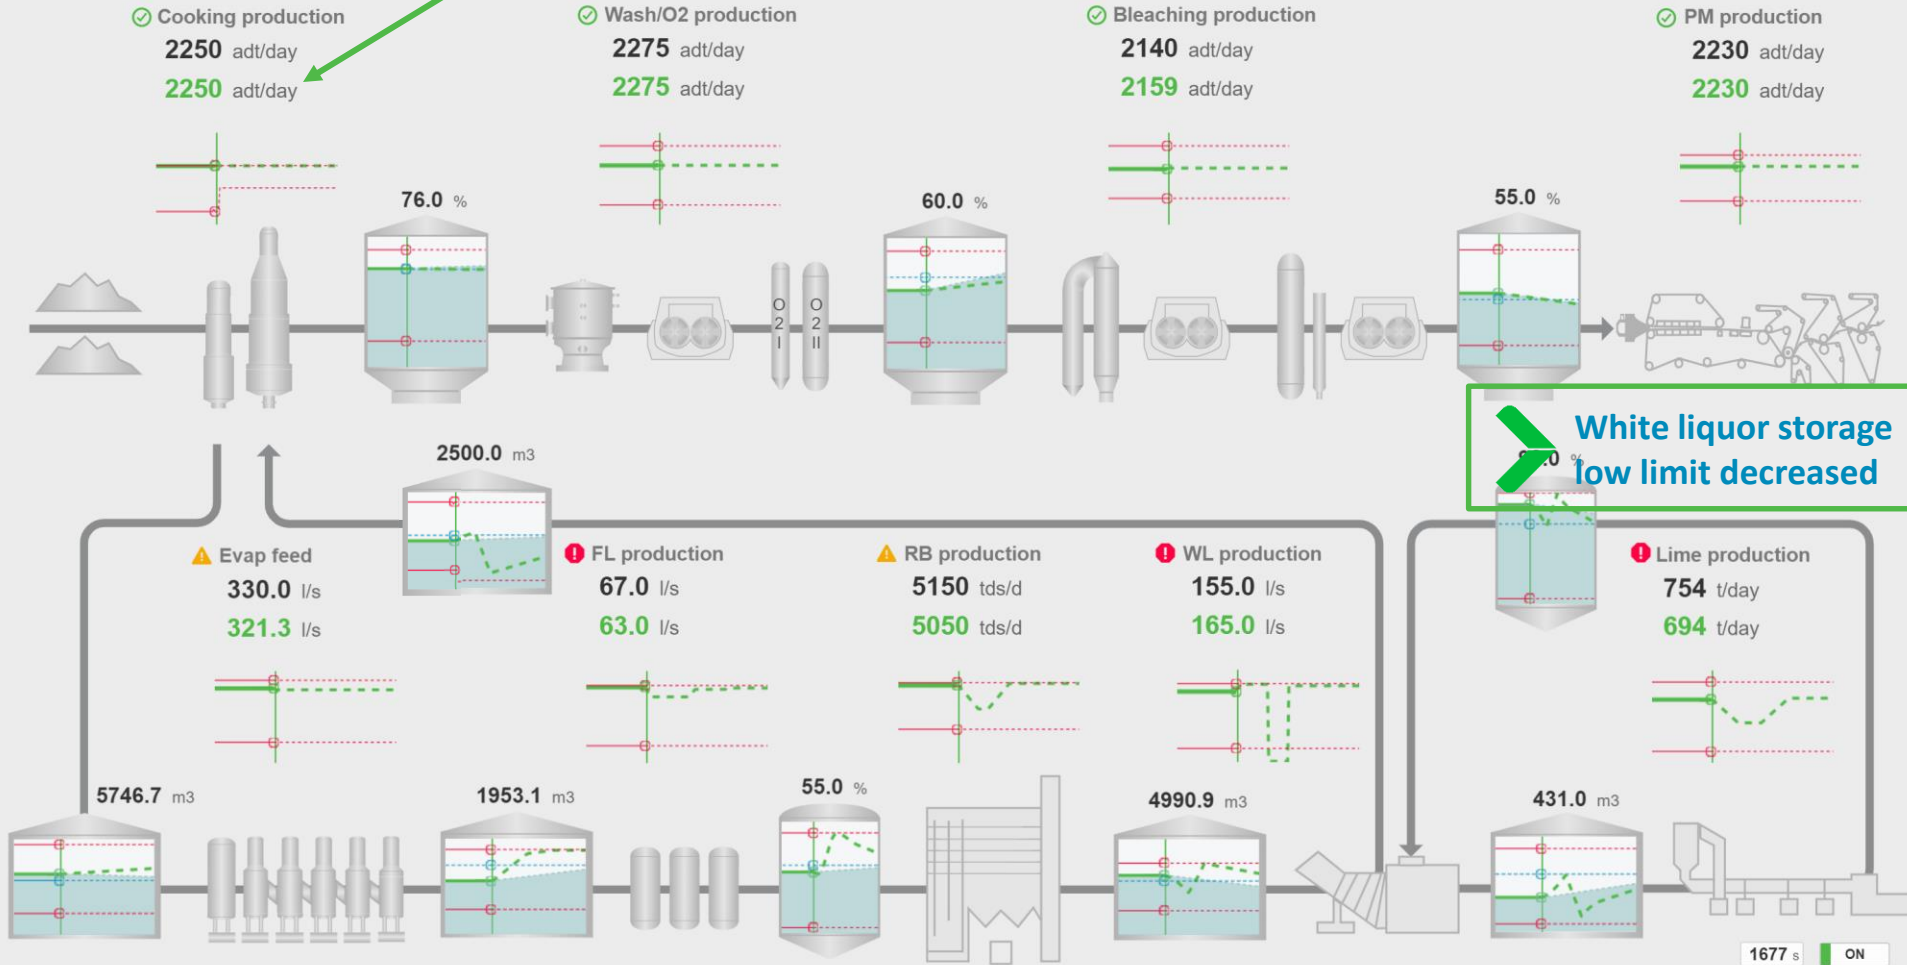 Cooking production
2250 adt/day
2250 adt/day
Wash/O2 production
2275 adt/day
2275 adt/day
Bleaching production
2140 adt/day
2159 adt/day
PM production
2230 adt/day
2230 adt/day
76.0 %
60.0 %
55.0 %
O2 I
O2 II
White liquor storage
low limit decreased
.0 %
2500.0 m3
Evap feed
330.0 l/s
321.3 l/s
FL production
67.0 l/s
63.0 l/s
RB production
5150 tds/d
5050 tds/d
WL production
155.0 l/s
165.0 l/s
Lime production
754 t/day
694 t/day
5746.7 m3
1953.1 m3
55.0 %
4990.9 m3
431.0 m3
1677 s
ON